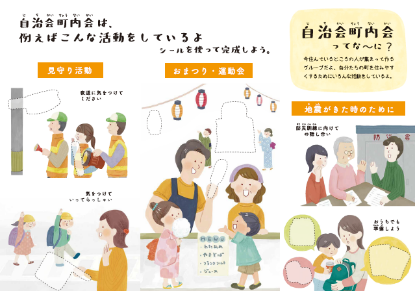 自治会町内会は、
例えばこんな活動をしているよ
シールを使って完成しよう。
見守り活動
放課に気をつけて
ください
気をつけて
いってらっしゃい
おまつり・運動会
自治会町内会
ってな〜に？
今住んでいるところの人が集まって作る
グループだよ。自分たちの町を住みやすく
するためにいろんな活動をしているよ。
地震がきた時のために
防災訓練に向けて
の話し合い
おうちでも
準備しよう